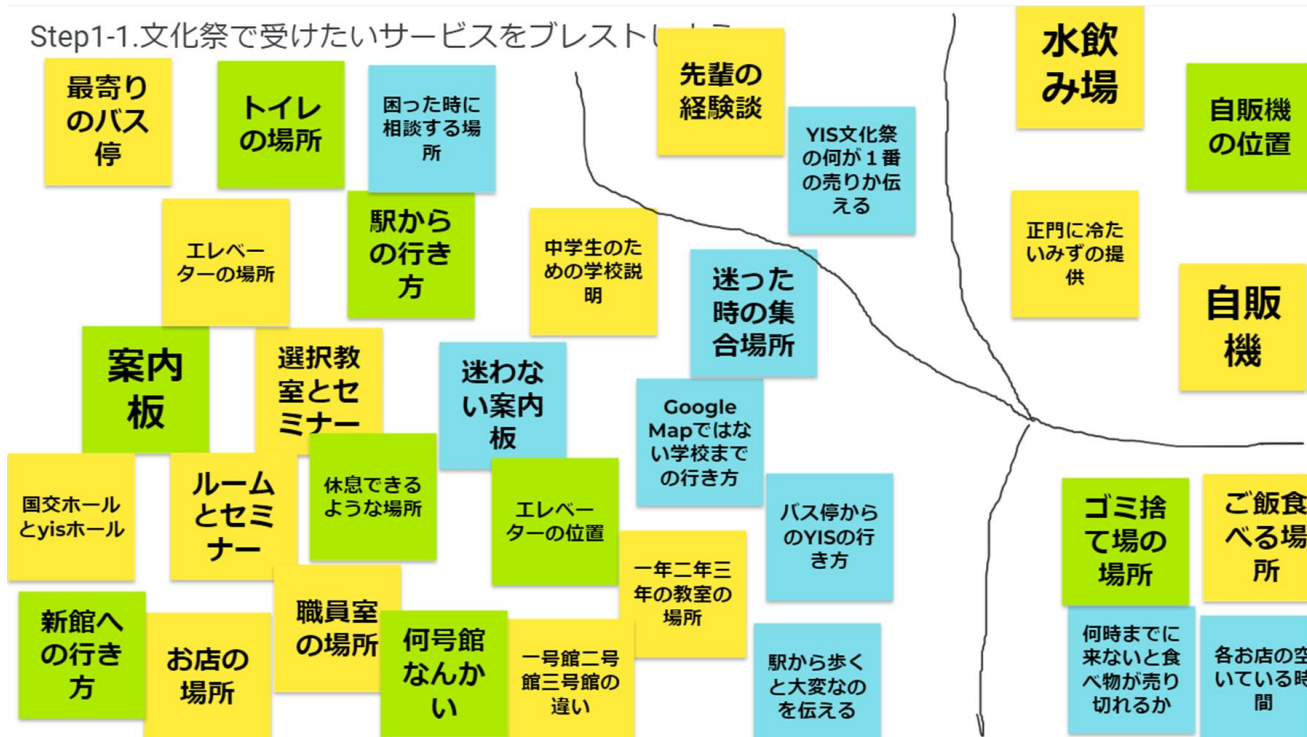 Step1-1.文化祭で受けたいサービスをブレストしよう
最寄り
のバス
停
トイレ
の場所
困った時に
相談する場
所
先輩の
経験談
YIS文化祭
の何が１番
の売りか伝
える
水飲
み場
自販機
の位置
エレベー
ターの場所
駅から
の行き
方
中学生のた
めの学校説
明
迷った
時の集
合場所
正門に冷た
いみずの提
供
自販
機
案内
板
選択教
室とセ
ミナー
迷わな
い案内
板
Google
Mapではな
い学校まで
の行き方
国交ホール
とyisホール
ルーム
とセミ
ナー
休息できる
ような場所
エレベー
ターの位置
バス停から
のYISの行
き方
ゴミ捨
て場の
場所
ご飯食
べる場
所
一年二年三
年の教室の
場所
新館へ
の行き
方
お店の
場所
職員室
の場所
何号館
なんか
い
一号館二号
館三号館の
違い
駅から歩く
と大変なの
を伝える
何時までに
来ないと食
べ物が売り
切れるか
各お店の空
いている時
間